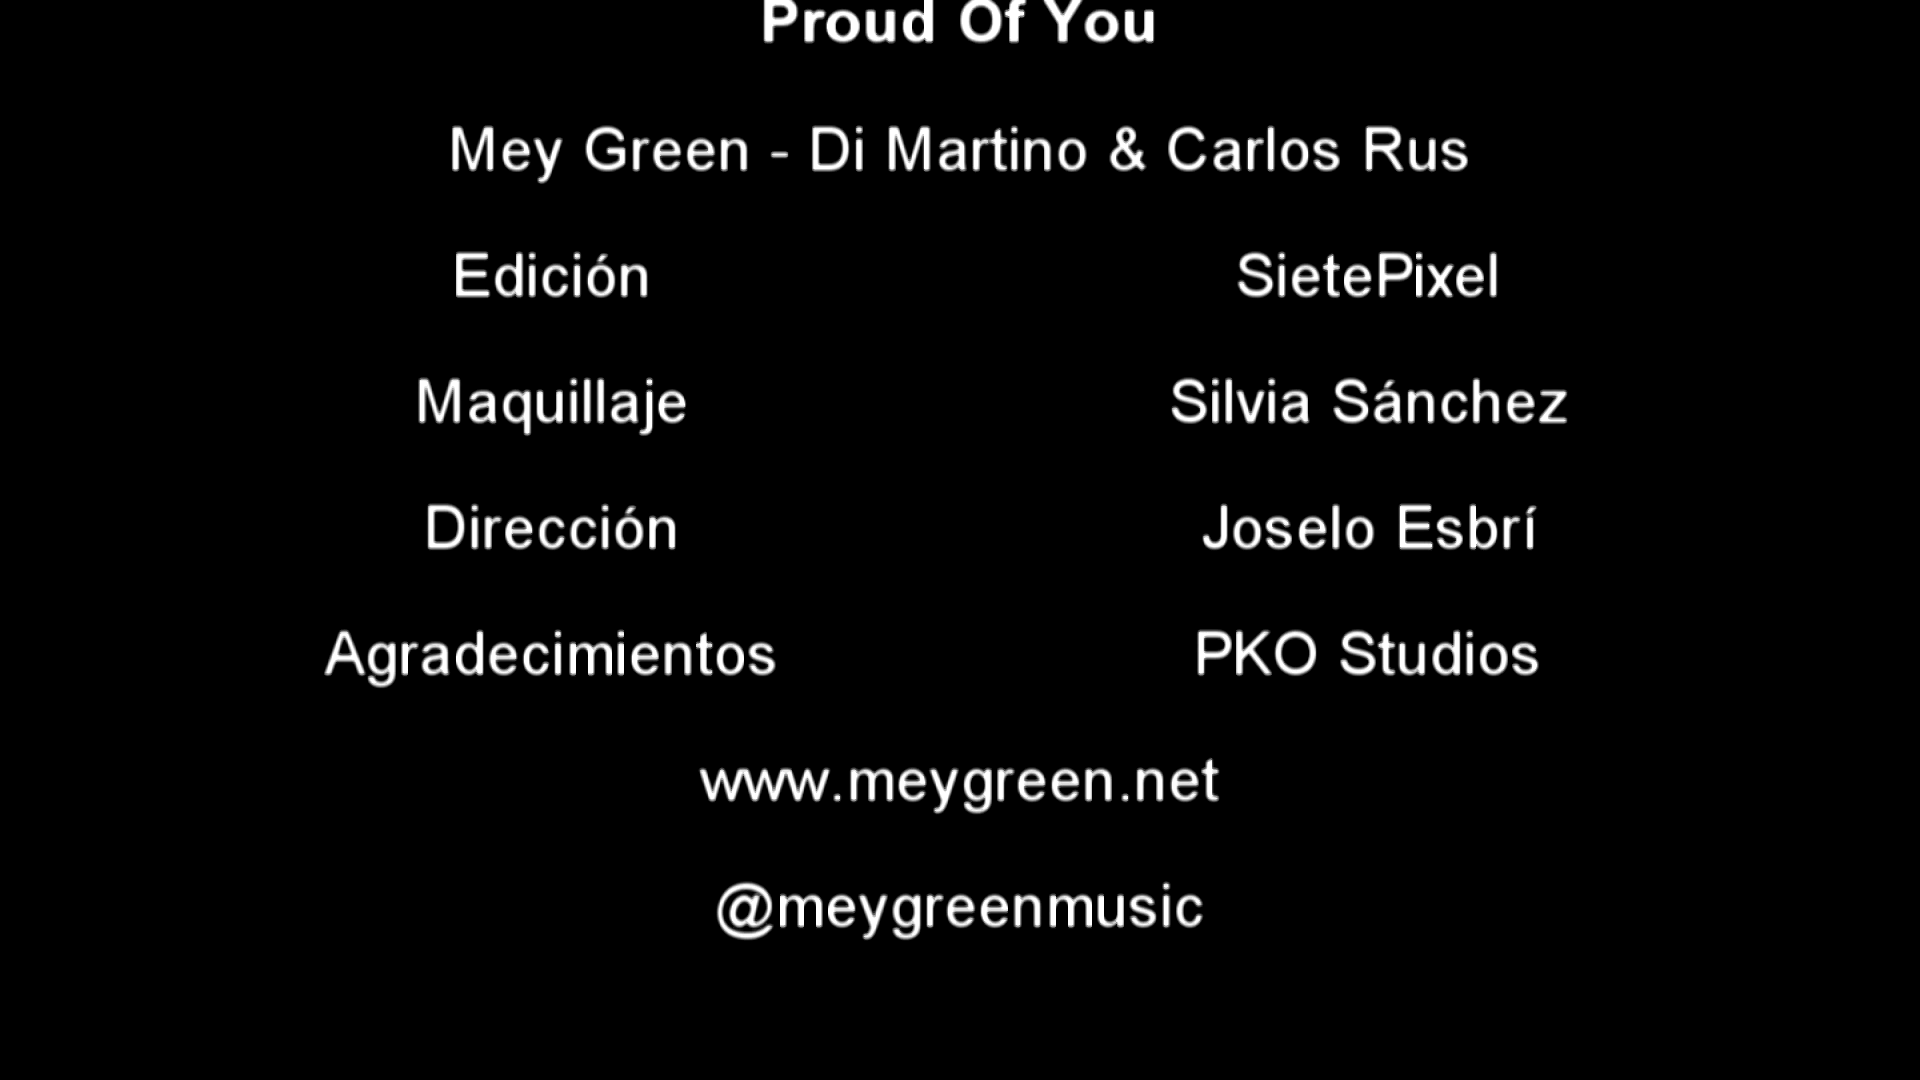 Proud Of You
Mey Green - Di Martino & Carlos Rus
Edición SietePixel
Maquillaje Silvia Sánchez
Dirección Joselo Esbrí
Agradecimientos PKO Studios
www.meygreen.net
@meygreenmusic